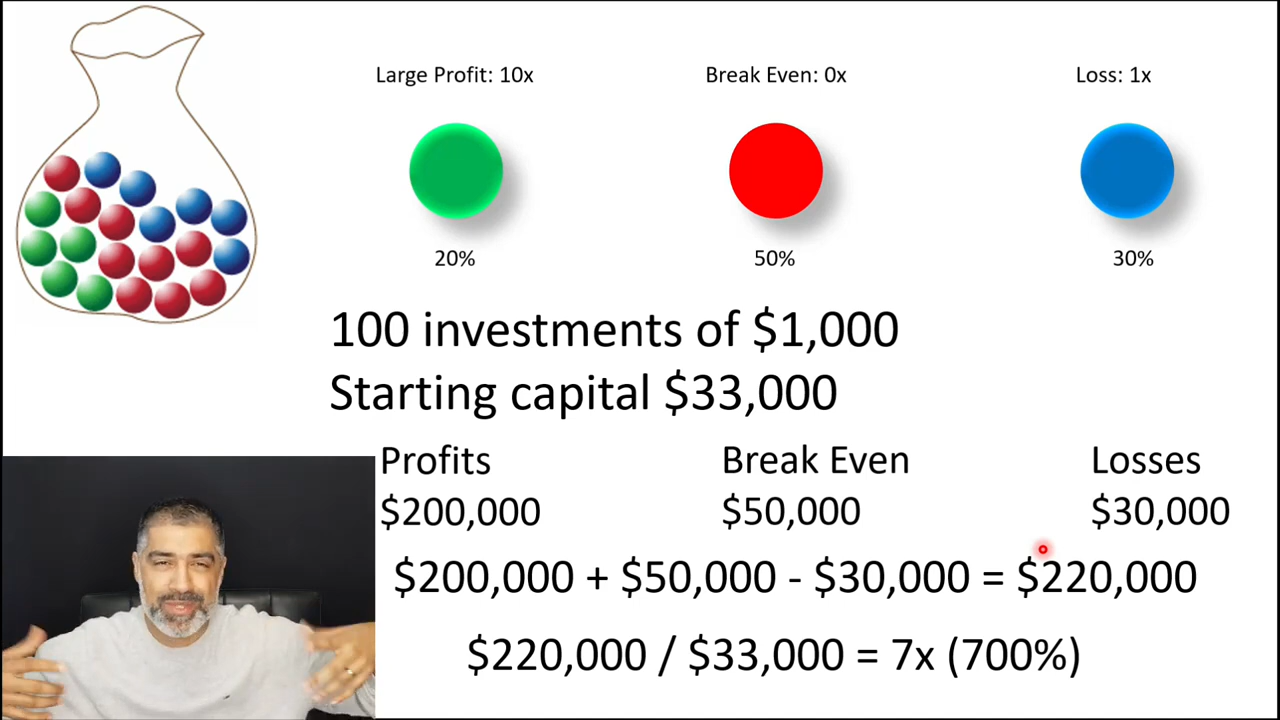 Large Profit: 10x
Break Even: 0x
Loss: 1x
20%
50%
30%
100 investments of $1,000
Starting capital $33,000
Profits
Break Even
Losses
$200,000
$50,000
$30,000
$200,000 + $50,000 - $30,000 = $220,000
$220,000 / $33,000 = 7x (700%)